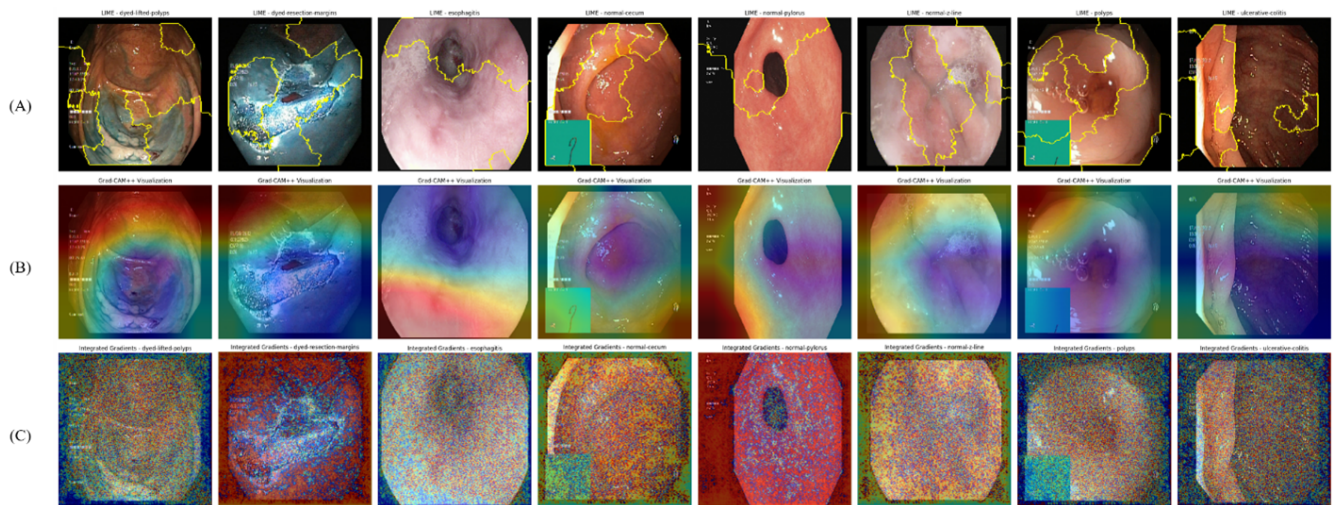 LIME - dyed-lifted-polyps
LIME - dyed-resection-margins
LIME - esophagitis
LIME - normal-cecum
LIME - normal-pylorus
LIME - normal-z-line
LIME - polyps
LIME - ulcerative-colitis
(A)
Grad-CAM++ Visualization
Grad-CAM++ Visualization
Grad-CAM++ Visualization
Grad-CAM++ Visualization
Grad-CAM++ Visualization
Grad-CAM++ Visualization
Grad-CAM++ Visualization
Grad-CAM++ Visualization
(B)
Integrated Gradients - dyed-lifted-polyps
Integrated Gradients - dyed-resection-margins
Integrated Gradients - esophagitis
Integrated Gradients - normal-cecum
Integrated Gradients - normal-pylorus
Integrated Gradients - normal-z-line
Integrated Gradients - polyps
Integrated Gradients - ulcerative-colitis
(C)